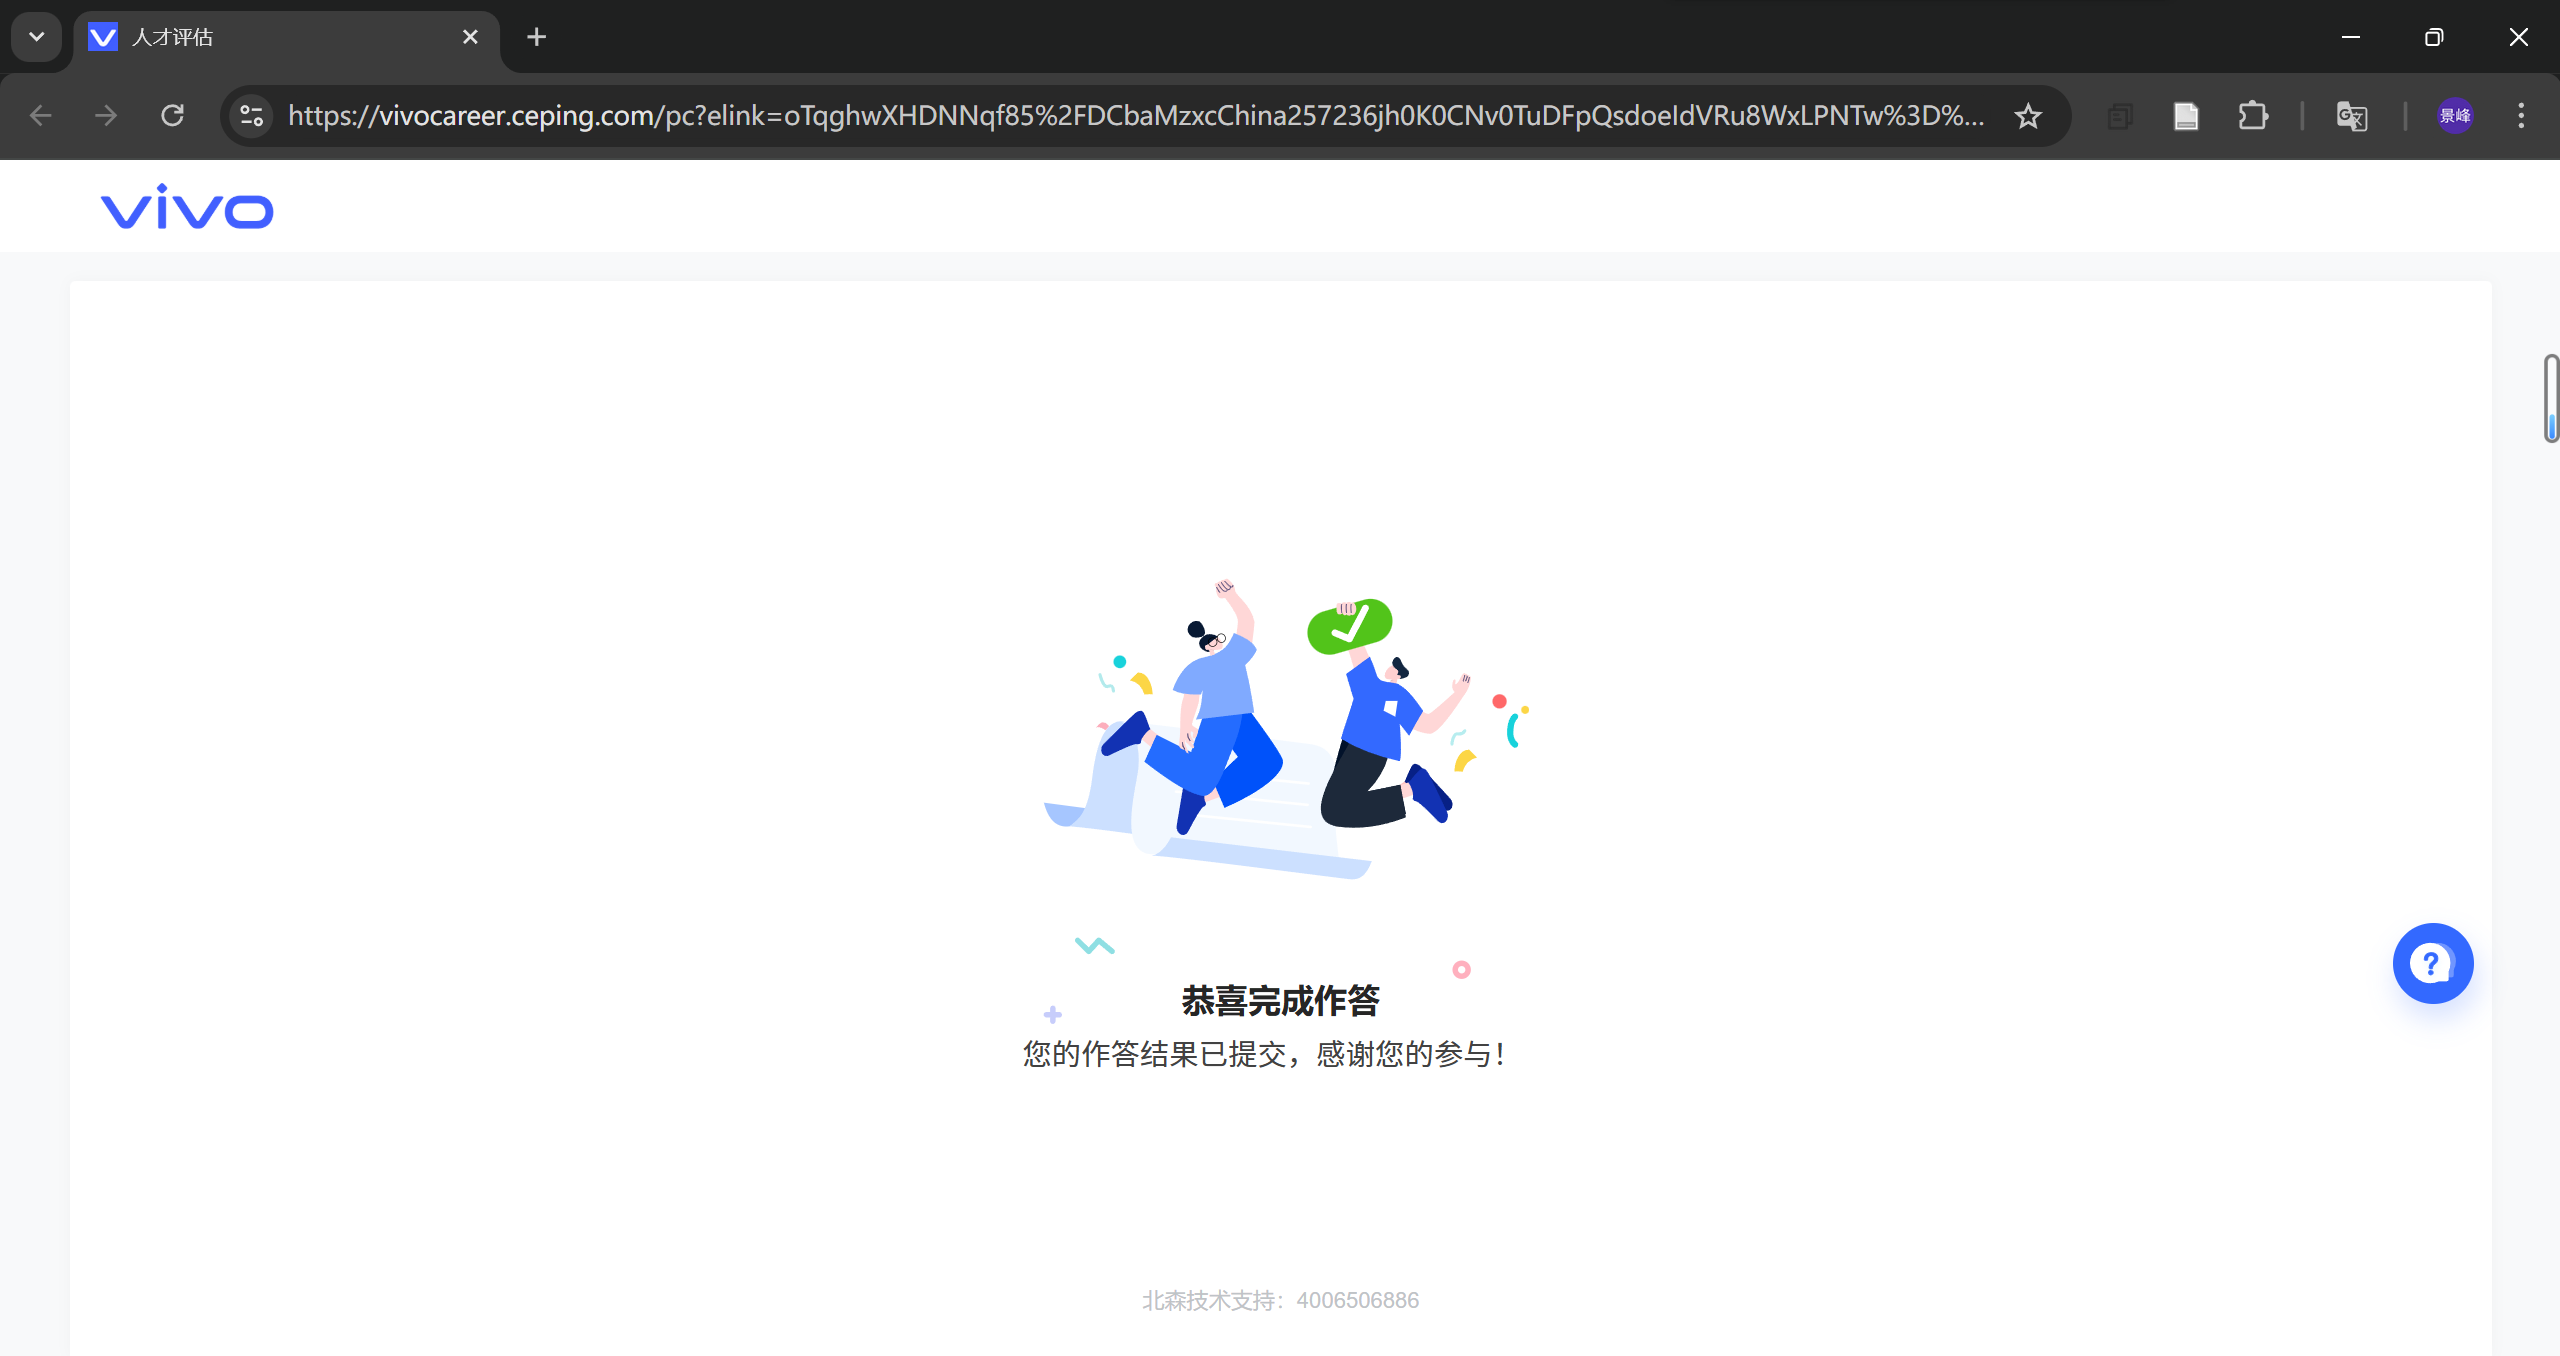 人才评估
https://vivocareer.ceping.com/pc?elink=oTqghwXHDNNqf85%2FDCbaMzxcChina257236jh0K0CNv0TuDFpQsdoeIdVRu8WxLPNTw%3D%...
景峰
vivo
恭喜完成作答
您的作答结果已提交，感谢您的参与！
北森技术支持：4006506886